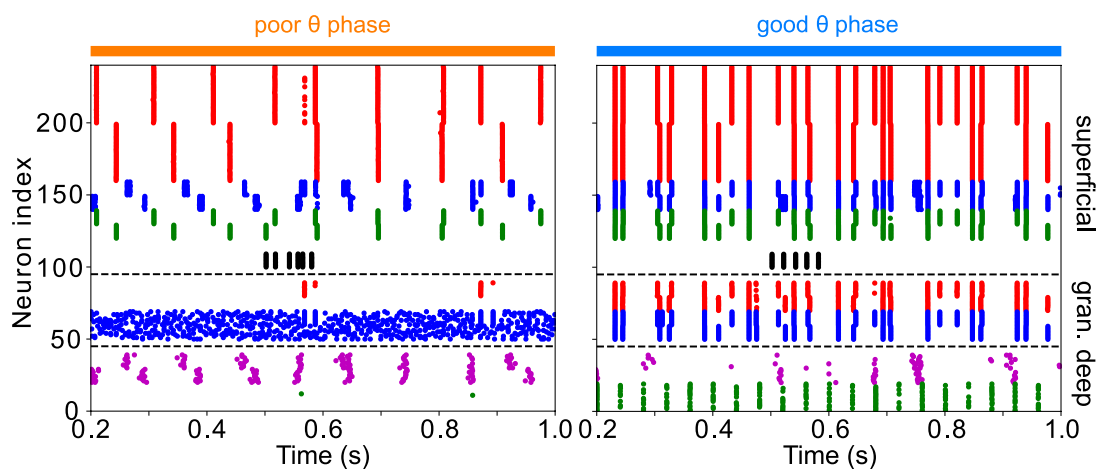 poor θ phase
good θ phase
Neuron index
200
150
100
50
0
0.2
0.4
0.6
0.8
1.0
Time (s)
0.2
0.4
0.6
0.8
1.0
Time (s)
superficial
gran.
deep